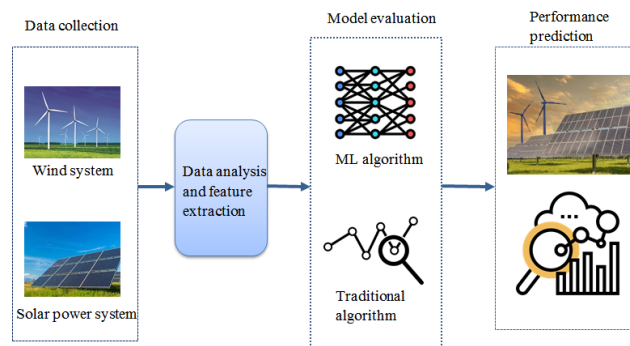 Data collection
Wind system
Solar power system
Data analysis
and feature
extraction
Model evaluation
ML algorithm
Traditional
algorithm
Performance
prediction